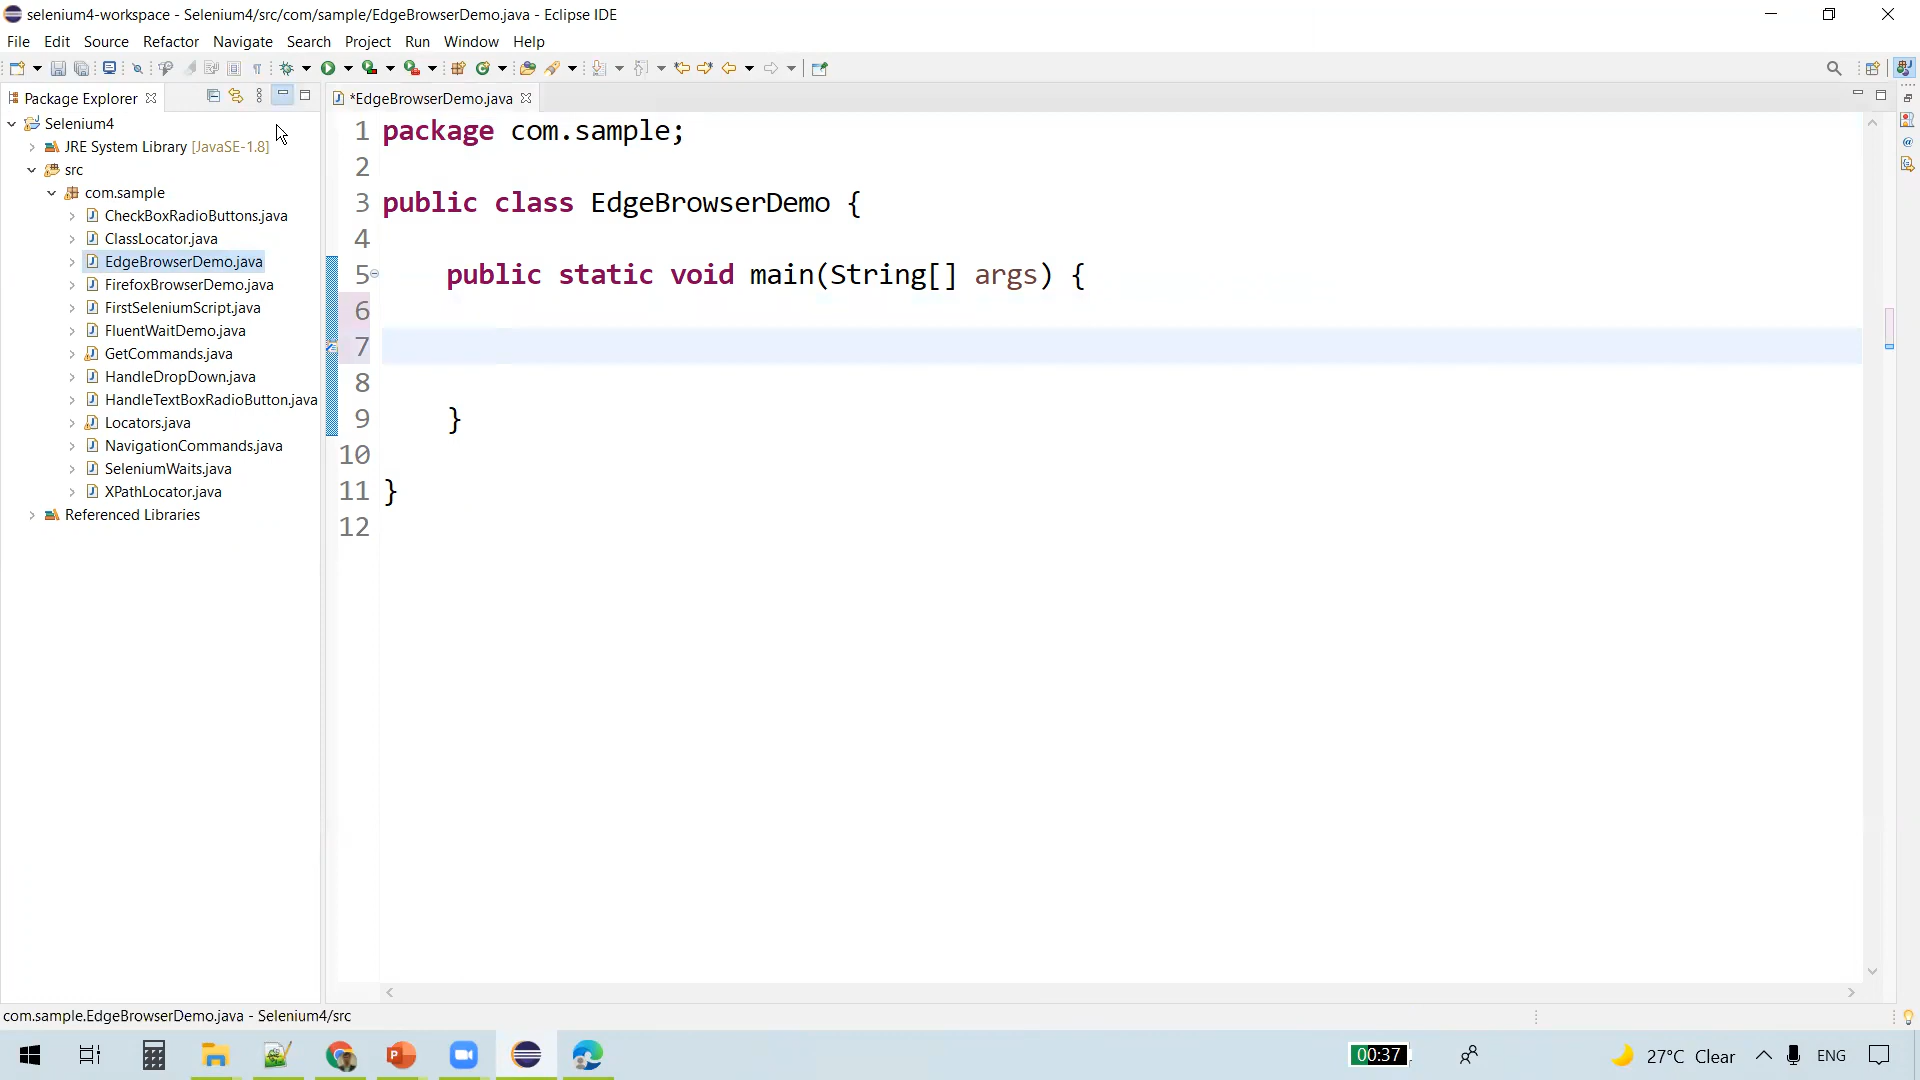 selenium4-workspace - Selenium4/src/com/sample/EdgeBrowserDemo.java - Eclipse IDE
File Edit Source Refactor Navigate Search Project Run Window Help
Package Explorer
*EdgeBrowserDemo.java
Selenium4
JRE System Library [JavaSE-1.8]
src
com.sample
CheckBoxRadioButtons.java
ClassLocator.java
EdgeBrowserDemo.java
FirefoxBrowserDemo.java
FirstSeleniumScript.java
FluentWaitDemo.java
GetCommands.java
HandleDropDown.java
HandleTextBoxRadioButton.java
Locators.java
NavigationCommands.java
SeleniumWaits.java
XPathLocator.java
Referenced Libraries
1 package com.sample;
2
3 public class EdgeBrowserDemo {
4
5 public static void main(String[] args) {
6
7
8
9 }
10
11 }
12
com.sample.EdgeBrowserDemo.java - Selenium4/src
00:37
27°C Clear
ENG